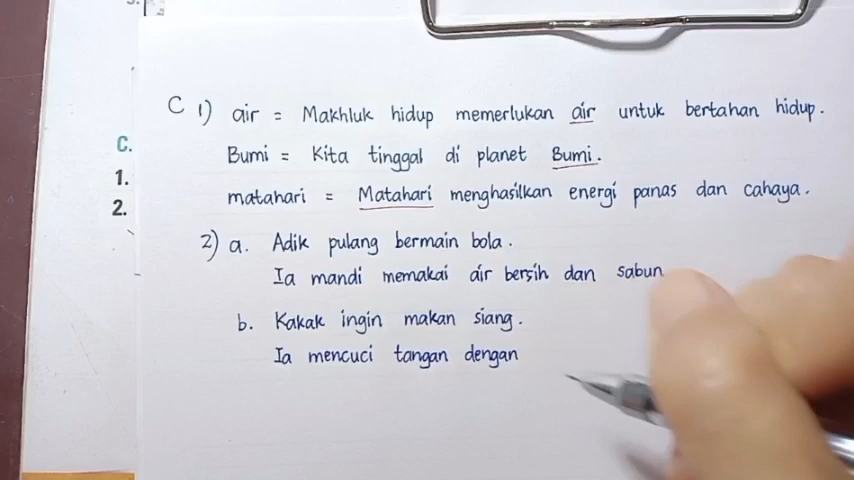 C.
1.
2.
C 1) air = Makhluk hidup memerlukan air untuk bertahan hidup.
Bumi = Kita tinggal di planet Bumi.
matahari = Matahari menghasilkan energi panas dan cahaya.
2) a. Adik pulang bermain bola.
Ia mandi memakai air bersih dan sabun
b. Kakak ingin makan siang.
Ia mencuci tangan dengan